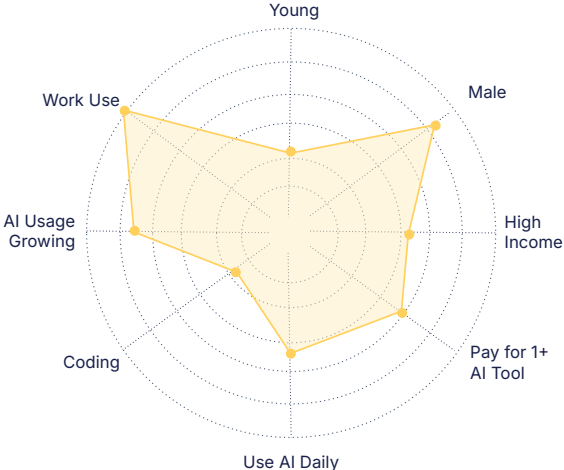 Young
Male
Work Use
High
Income
AI Usage
Growing
Pay for 1+
AI Tool
Coding
Use AI Daily